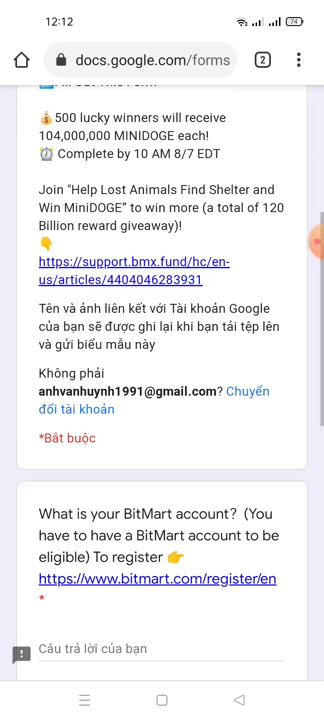 12:12
74
docs.google.com/forms
2
💰500 lucky winners will receive
104,000,000 MINIDOGE each!
⏰ Complete by 10 AM 8/7 EDT
Join "Help Lost Animals Find Shelter and
Win MiniDOGE” to win more (a total of 120
Billion reward giveaway)!
👇
https://support.bmx.fund/hc/en-
us/articles/4404046283931
Tên và ảnh liên kết với Tài khoản Google
của bạn sẽ được ghi lại khi bạn tải tệp lên
và gửi biểu mẫu này
Không phải
anhvanhuynh1991@gmail.com? Chuyển
đổi tài khoản
*Bắt buộc
What is your BitMart account?  (You
have to have a BitMart account to be
eligible) To register 👉
https://www.bitmart.com/register/en
*
Câu trả lời của bạn